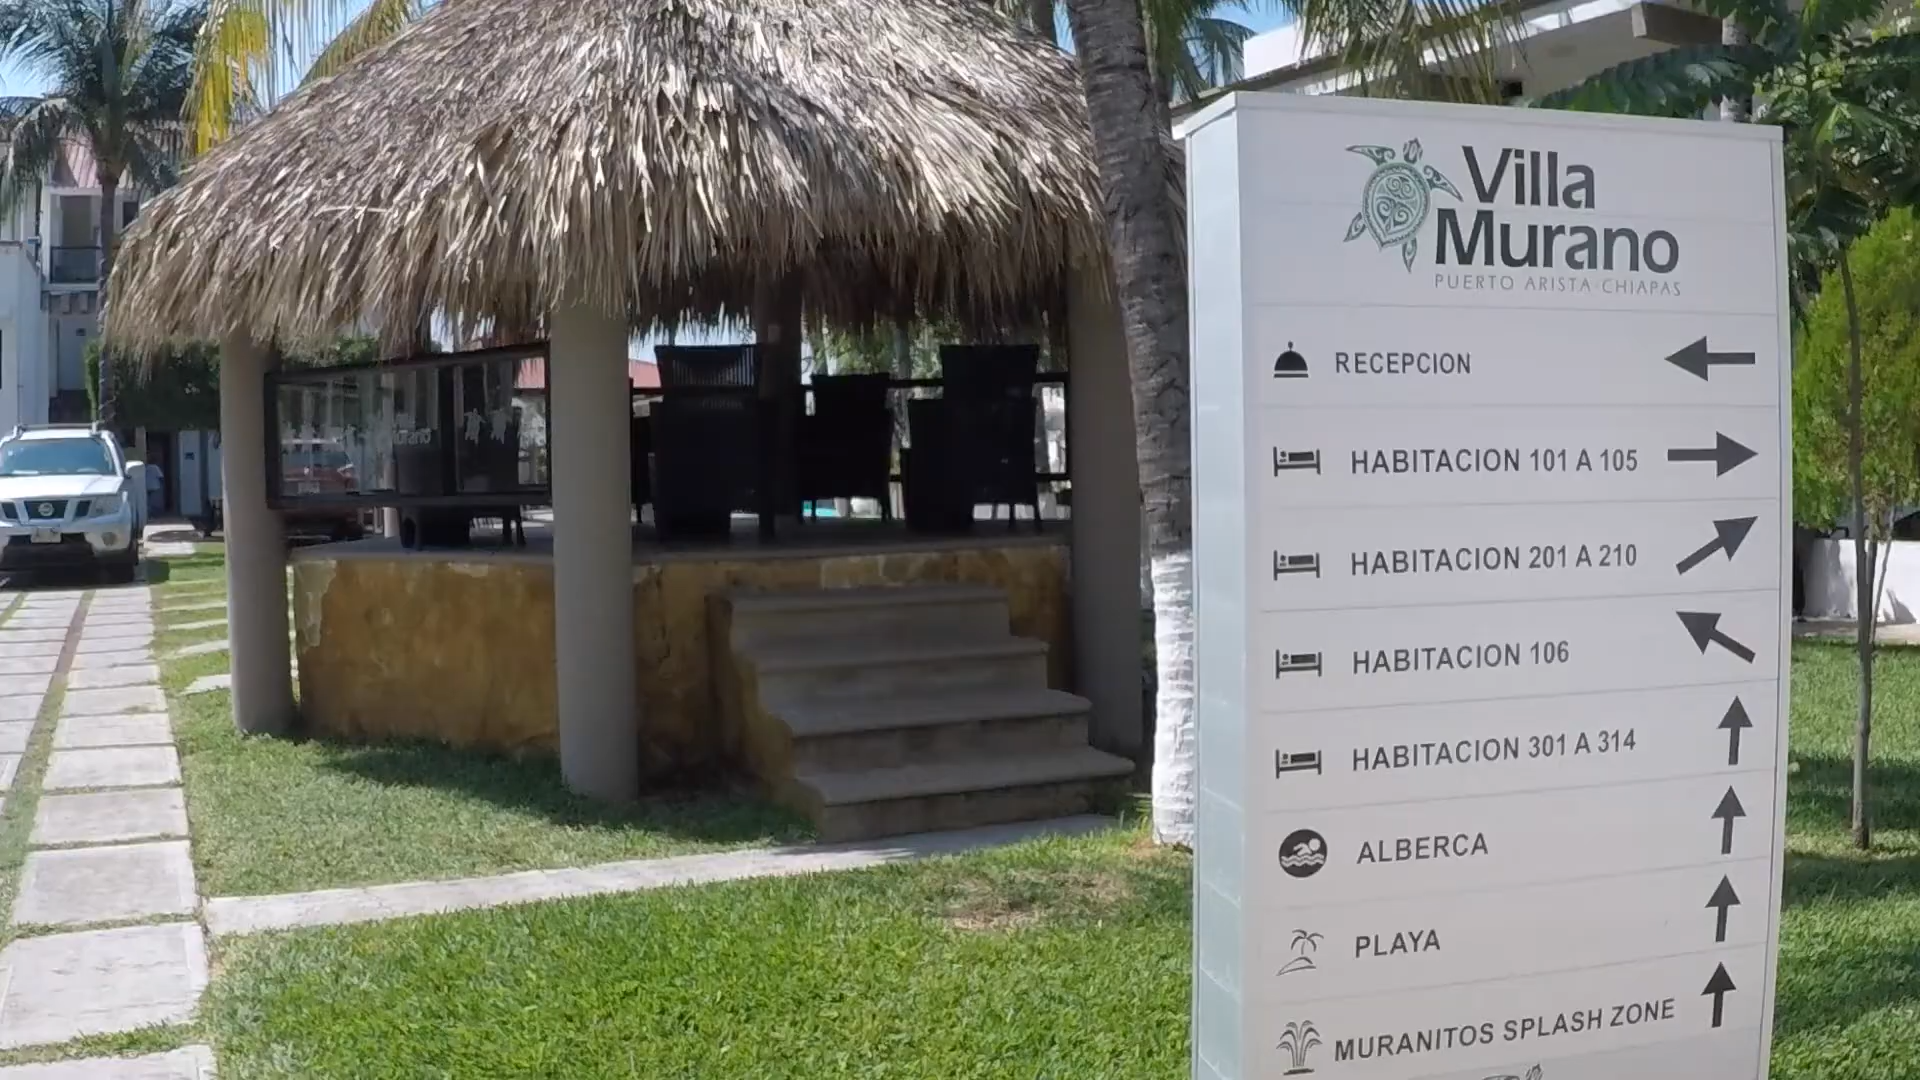 Villa
Murano
PUERTO ARISTA·CHIAPAS
RECEPCION
HABITACION 101 A 105
HABITACION 201 A 210
HABITACION 106
HABITACION 301 A 314
ALBERCA
PLAYA
MURANITOS SPLASH ZONE